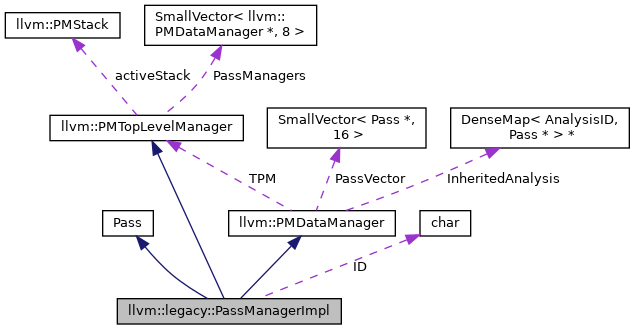 llvm::PMStack
SmallVector< llvm::
PMDataManager *, 8 >
activeStack
PassManagers
llvm::PMTopLevelManager
SmallVector< Pass *,
16 >
DenseMap< AnalysisID,
Pass * > *
TPM
PassVector
InheritedAnalysis
Pass
llvm::PMDataManager
char
ID
llvm::legacy::PassManagerImpl